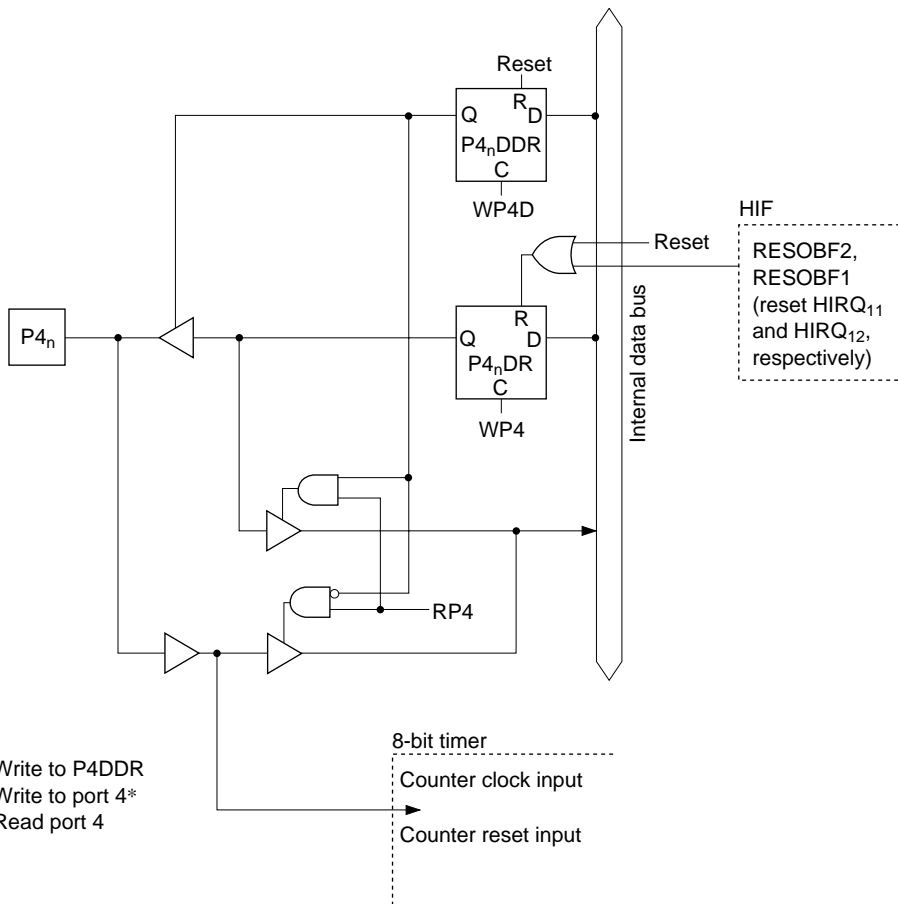 Reset
R
Q D
P4nDDR
C
WP4D
HIF
Reset
RESOBF2,
RESOBF1
(reset HIRQ11
and HIRQ12,
respectively)
Internal data bus
P4n
R
Q D
P4nDR
C
WP4
RP4
8-bit timer
Write to P4DDR
Write to port 4*
Read port 4
Counter clock input
Counter reset input